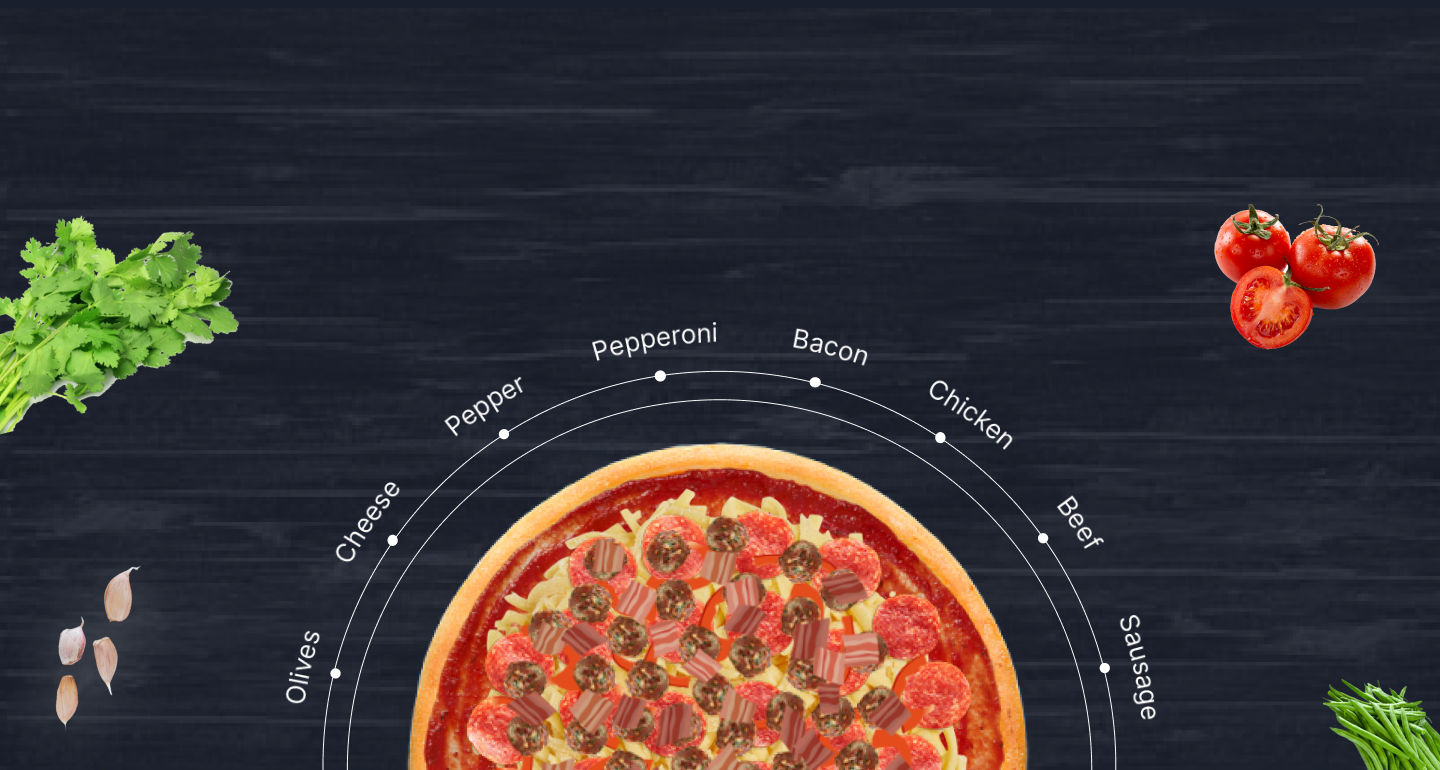 Olives
Cheese
Pepper
Pepperoni
Bacon
Chicken
Beef
Sausage